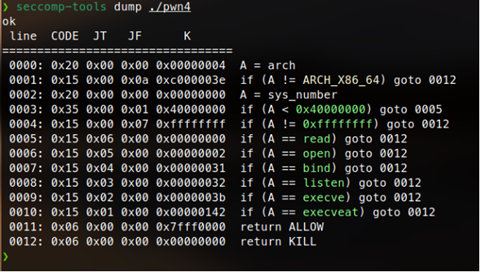 ❯ seccomp-tools dump ./pwn4
ok
 line  CODE  JT   JF      K
=================================
 0000: 0x20 0x00 0x00 0x00000004  A = arch
 0001: 0x15 0x00 0x0a 0xc000003e  if (A != ARCH_X86_64) goto 0012
 0002: 0x20 0x00 0x00 0x00000000  A = sys_number
 0003: 0x35 0x00 0x01 0x40000000  if (A < 0x40000000) goto 0005
 0004: 0x15 0x00 0x07 0xffffffff  if (A != 0xffffffff) goto 0012
 0005: 0x15 0x06 0x00 0x00000000  if (A == read) goto 0012
 0006: 0x15 0x05 0x00 0x00000002  if (A == open) goto 0012
 0007: 0x15 0x04 0x00 0x00000031  if (A == bind) goto 0012
 0008: 0x15 0x03 0x00 0x00000032  if (A == listen) goto 0012
 0009: 0x15 0x02 0x00 0x0000003b  if (A == execve) goto 0012
 0010: 0x15 0x01 0x00 0x00000142  if (A == execveat) goto 0012
 0011: 0x06 0x00 0x00 0x7fff0000  return ALLOW
 0012: 0x06 0x00 0x00 0x00000000  return KILL
❯